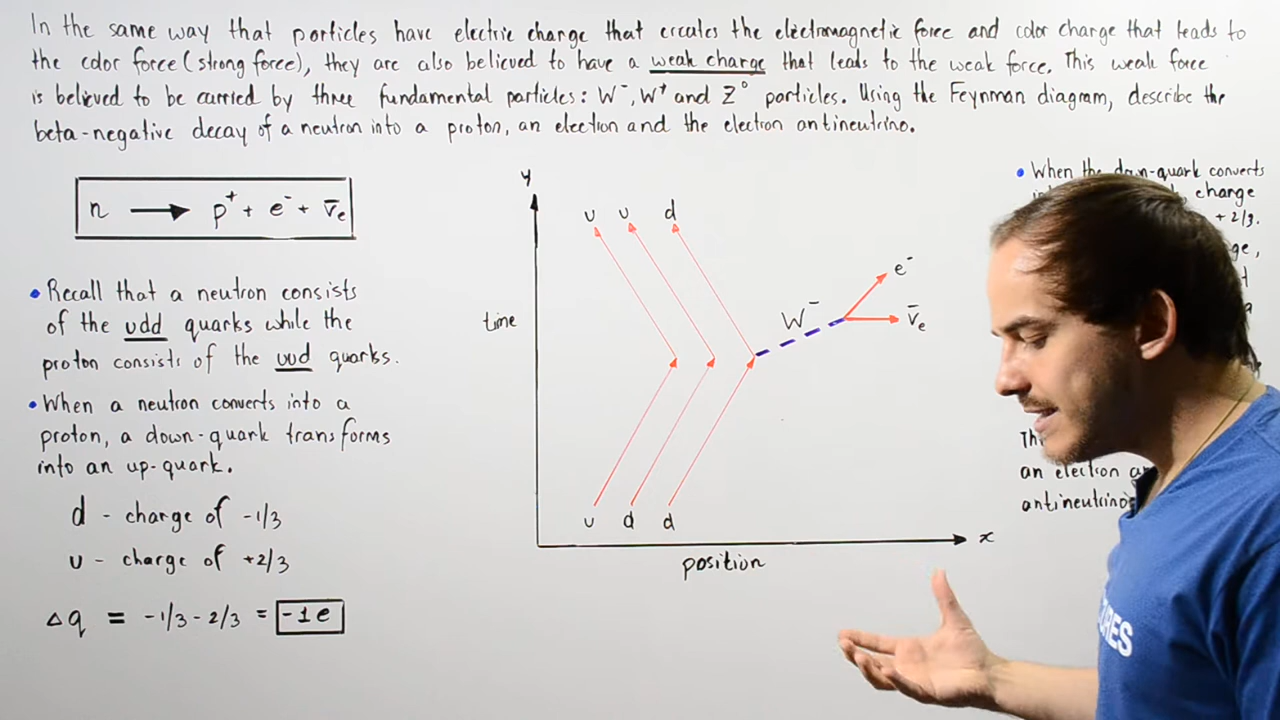 In the same way that particles have electric charge that creates the electromagnetic force and color charge that leads to
the color force (strong force), they are also believed to have a weak charge that leads to the weak force. This weak force
is believed to be carried by three fundamental particles: W⁻, W⁺ and Z⁰ particles. Using the Feynman diagram, describe the
beta-negative decay of a neutron into a proton, an electron and the electron antineutrino.
n → p⁺ + e⁻ + ν̄e
• Recall that a neutron consists
of the udd quarks while the
proton consists of the uud quarks.
• When a neutron converts into a
proton, a down-quark transforms
into an up-quark.
d - charge of -1/3
u - charge of +2/3
Δq = -1/3 - 2/3 = -1 e
y
u u d
e⁻
W⁻
ν̄e
time
u d d
x
position
• When the down-quark converts
change
+ 2/3.
an electron
antineutrino